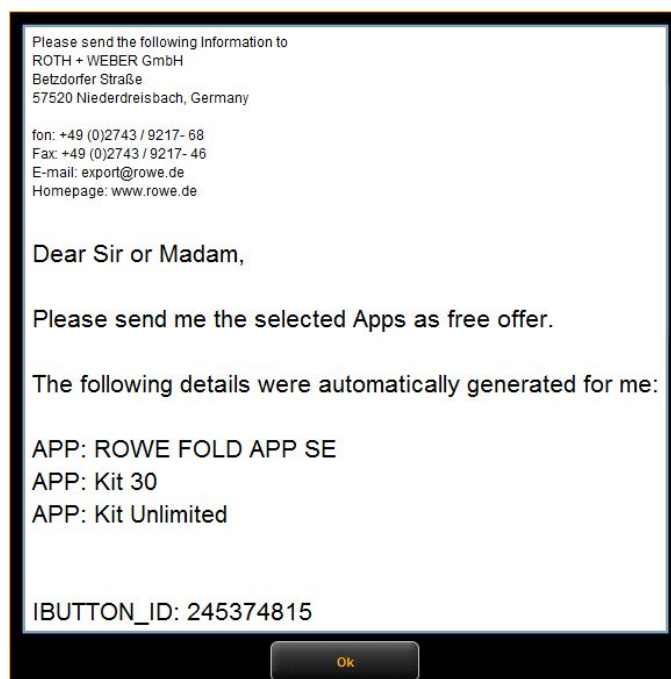 Please send the following Information to
ROTH + WEBER GmbH
Betzdorfer Straße
57520 Niederdreisbach, Germany
fon: +49 (0)2743 / 9217- 68
Fax: +49 (0)2743 / 9217- 46
E-mail: export@rowe.de
Homepage: www.rowe.de
Dear Sir or Madam,
Please send me the selected Apps as free offer.
The following details were automatically generated for me:
APP: ROWE FOLD APP SE
APP: Kit 30
APP: Kit Unlimited
IBUTTON_ID: 245374815
Ok